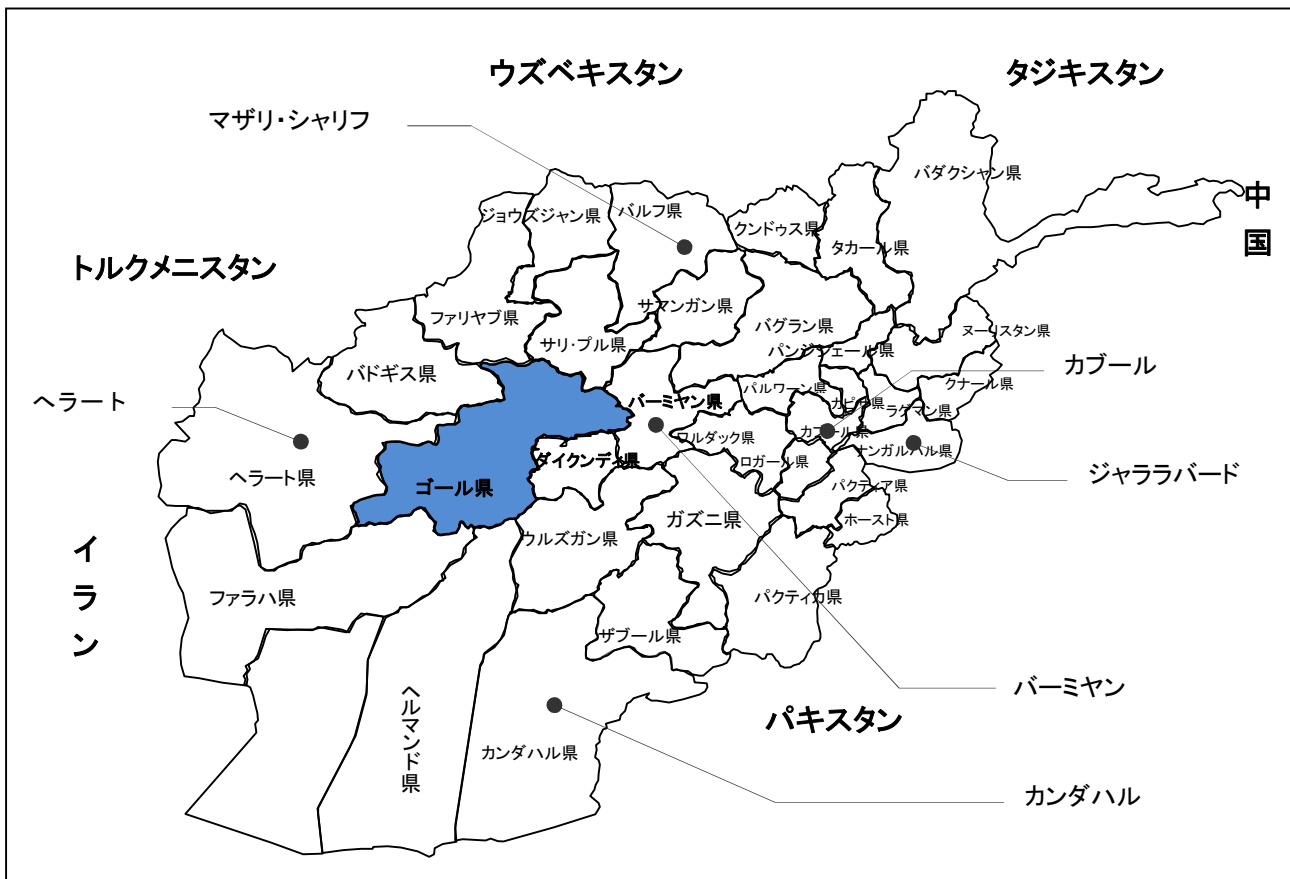 ウズベキスタン
タジキスタン
マザリ・シャリフ
バダクシャン県
中国
ジョウズジャン県
バルフ県
クンドゥス県
タカール県
トルクメニスタン
ファリヤブ県
サマンガン県
サリ・プル県
バグラン県
ヌーリスタン県
パンジシェール県
カブール
バドギス県
パルワーン県
クナール県
ヘラート
バーミヤン県
カピサ県
ラグマン県
カブール県
ワルダック県
ナンガルハル県
ダイクンディ県
ロガール県
ジャララバード
ヘラート県
ゴール県
パクティア県
ガズニ県
ホースト県
ウルズガン県
イラン
ファラハ県
パクティカ県
ザブール県
バーミヤン
ヘルマンド県
パキスタン
カンダハル県
カンダハル